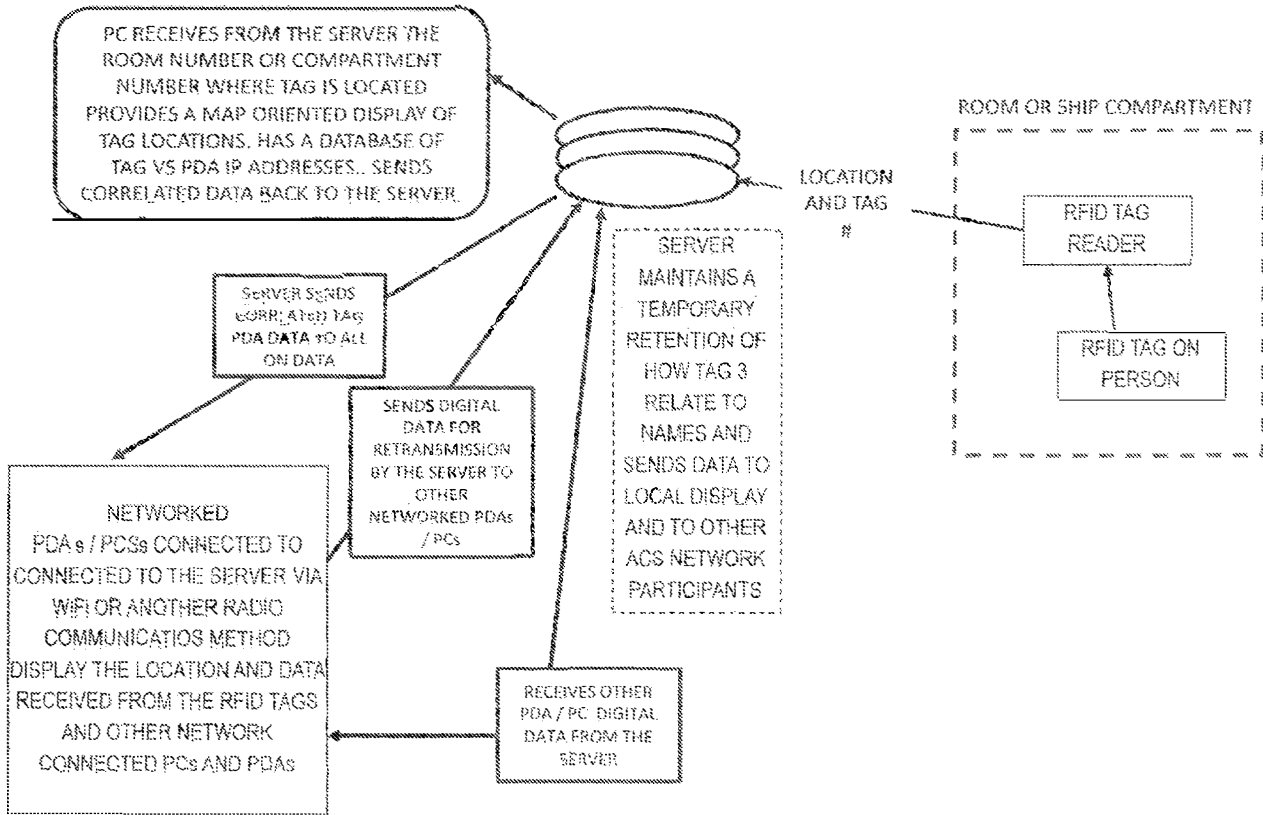 PC RECEIVES FROM THE SERVER THE
ROOM NUMBER OR COMPARTMENT
NUMBER WHERE TAG IS LOCATED
PROVIDES A MAP ORIENTED DISPLAY OF
TAG LOCATIONS. HAS A DATABASE OF
TAG VS PDA IP ADDRESSES.. SENDS
CORRELATED DATA BACK TO THE SERVER.
ROOM OR SHIP COMPARTMENT
LOCATION
AND TAG
#
RFID TAG
READER
RFID TAG ON
PERSON
SERVER
MAINTAINS A
TEMPORARY
RETENTION OF
HOW TAG 3
RELATE TO
NAMES AND
SENDS DATA TO
LOCAL DISPLAY
AND TO OTHER
ACS NETWORK
PARTICIPANTS
SERVER SENDS
CORRELATED TAG
PDA DATA TO ALL
ON DATA
SENDS DIGITAL
DATA FOR
RETRANSMISSION
BY THE SERVER TO
OTHER
NETWORKED PDAs
/ PCs
NETWORKED
PDA s / PCSs CONNECTED TO
CONNECTED TO THE SERVER VIA
WiFi OR ANOTHER RADIO
COMMUNICATIOS METHOD
DISPLAY THE LOCATION AND DATA
RECEIVED FROM THE RFID TAGS
AND OTHER NETWORK
CONNECTED PCs AND PDAs
RECEIVES OTHER
PDA / PC DIGITAL
DATA FROM THE
SERVER